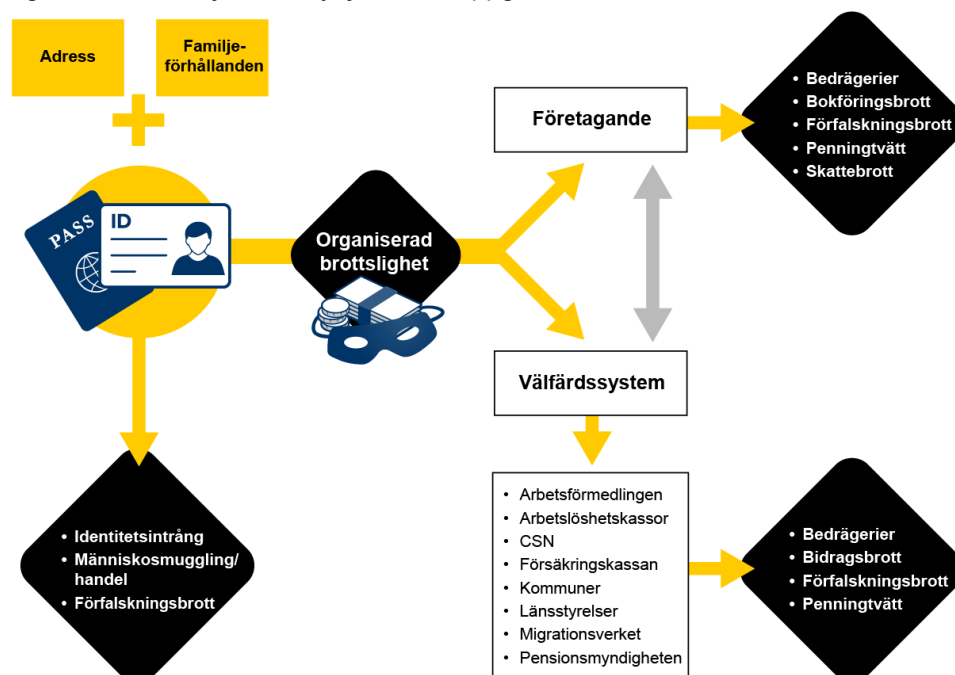 Adress
Familje-
förhållanden
PASS
ID
Organiserad
brottslighet
Företagande
• Bedrägerier
• Bokföringsbrott
• Förfalskningsbrott
• Penningtvätt
• Skattebrott
Välfärdssystem
• Arbetsförmedlingen
• Arbetslöshetskassor
• CSN
• Försäkringskassan
• Kommuner
• Länsstyrelser
• Migrationsverket
• Pensionsmyndigheten
• Bedrägerier
• Bidragsbrott
• Förfalskningsbrott
• Penningtvätt
• Identitetsintrång
• Människosmuggling/
handel
• Förfalskningsbrott